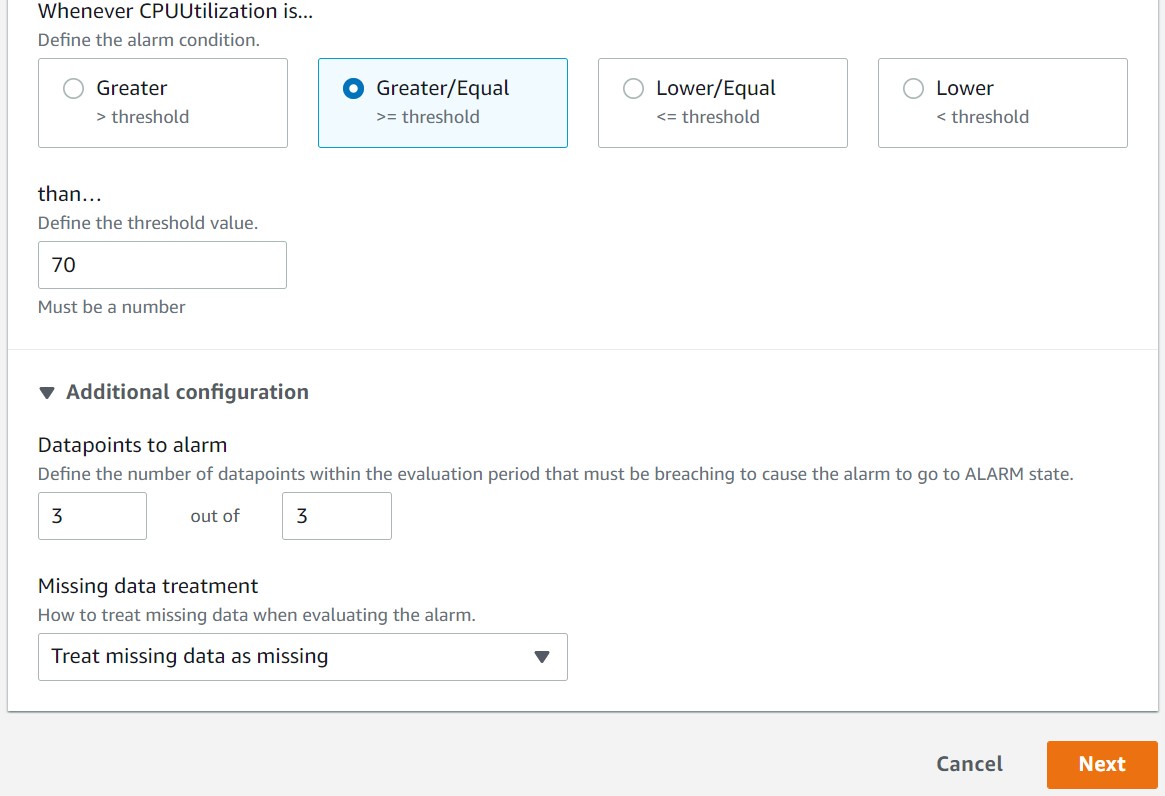 Whenever CPUUtilization is...
Define the alarm condition.
Greater
> threshold
Greater/Equal
>= threshold
Lower/Equal
<= threshold
Lower
< threshold
than...
Define the threshold value.
70
Must be a number
Additional configuration
Datapoints to alarm
Define the number of datapoints within the evaluation period that must be breaching to cause the alarm to go to ALARM state.
3 out of 3
Missing data treatment
How to treat missing data when evaluating the alarm.
Treat missing data as missing
Cancel Next